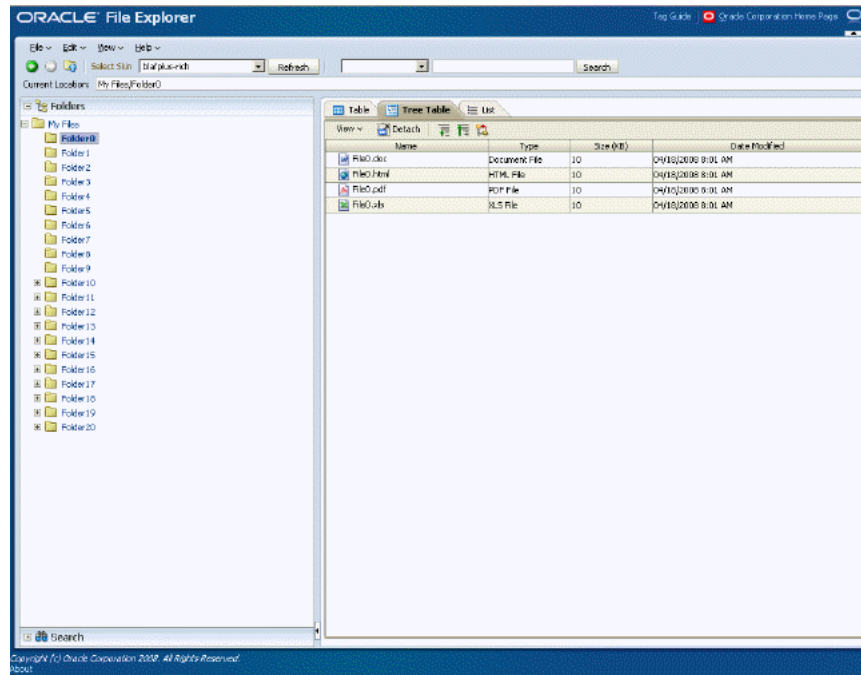 ORACLE File Explorer
Tag Guide Oracle Corporation Home Page
File Edit View Help
Select Skin blafplus-rich Refresh Search
Current Location: My Files/Folder0
Folders
My Files
Folder0
Folder1
Folder2
Folder3
Folder4
Folder5
Folder6
Folder7
Folder8
Folder9
Folder10
Folder11
Folder12
Folder13
Folder14
Folder15
Folder16
Folder17
Folder18
Folder19
Folder20
Search
Table Tree Table List
View Detach
Name Type Size (KB) Date Modified
File0.doc Document File 10 04/18/2008 8:01 AM
File0.html HTML File 10 04/18/2008 8:01 AM
File0.pdf PDF File 10 04/18/2008 8:01 AM
File0.xls XLS File 10 04/18/2008 8:01 AM
Copyright (c) Oracle Corporation 2008. All Rights Reserved.
About